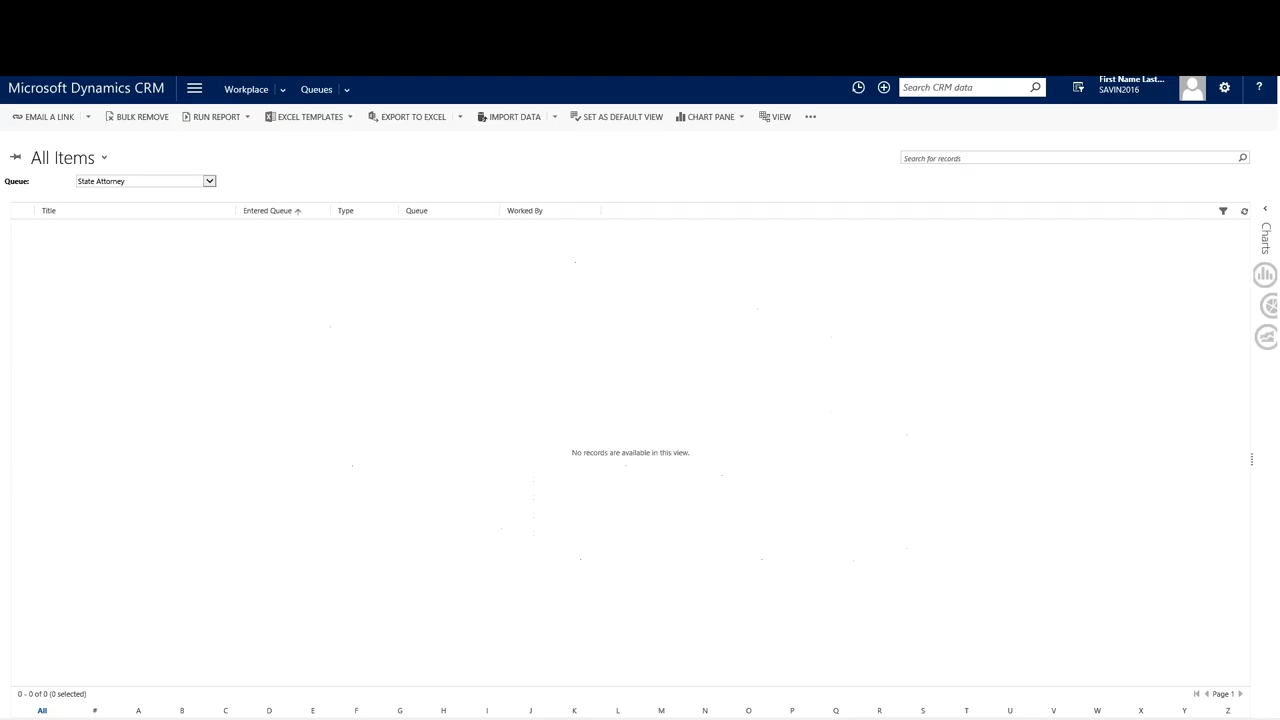 Microsoft Dynamics CRM Workplace Queues Search CRM data First Name Last... SAVIN2016 ?
EMAIL A LINK BULK REMOVE RUN REPORT EXCEL TEMPLATES EXPORT TO EXCEL IMPORT DATA SET AS DEFAULT VIEW CHART PANE VIEW
All Items Search for records
Queue: State Attorney
Title Entered Queue Type Queue Worked By
Charts
No records are available in this view.
0 - 0 of 0 (0 selected) Page 1
All # A B C D E F G H I J K L M N O P Q R S T U V W X Y Z